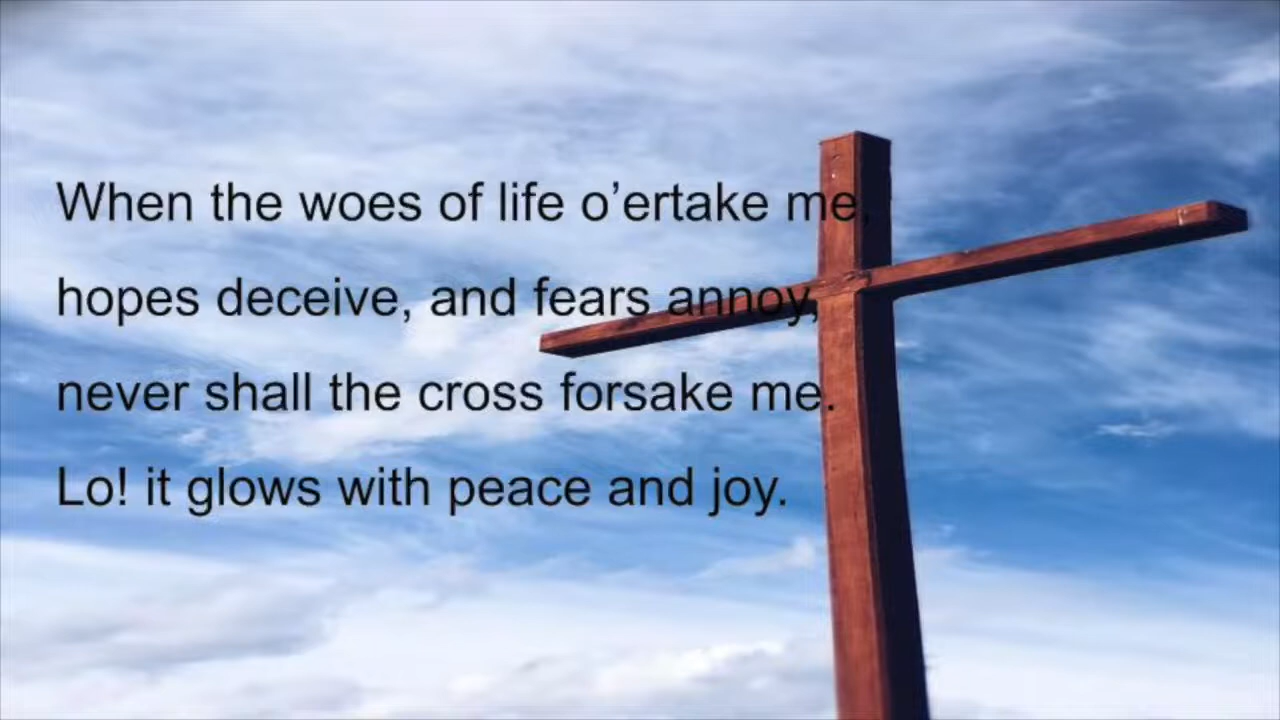 When the woes of life o’ertake me,
hopes deceive, and fears annoy,
never shall the cross forsake me.
Lo! it glows with peace and joy.